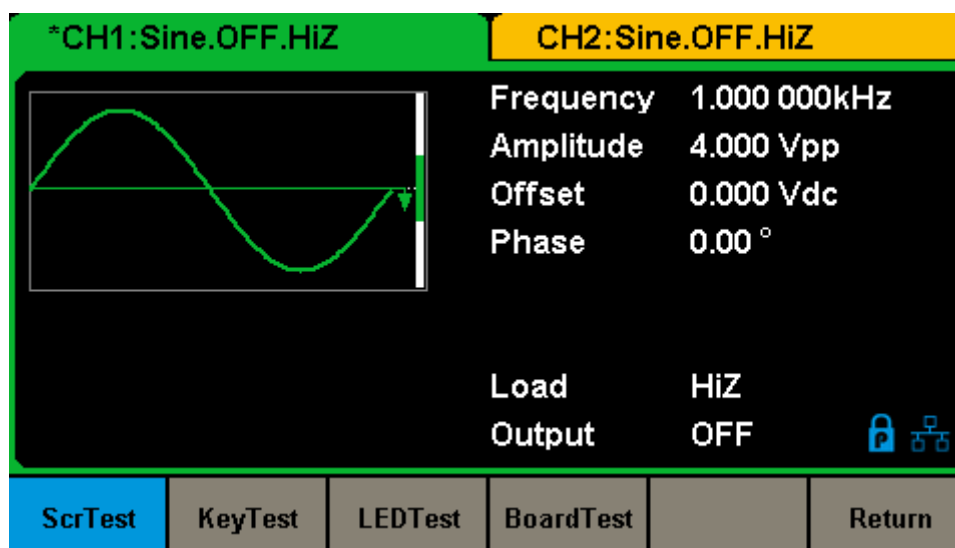 *CH1:Sine.OFF.HiZ
CH2:Sine.OFF.HiZ
Frequency 1.000 000kHz
Amplitude 4.000 Vpp
Offset 0.000 Vdc
Phase 0.00 °
Load HiZ
Output OFF
P
ScrTest KeyTest LEDTest BoardTest Return